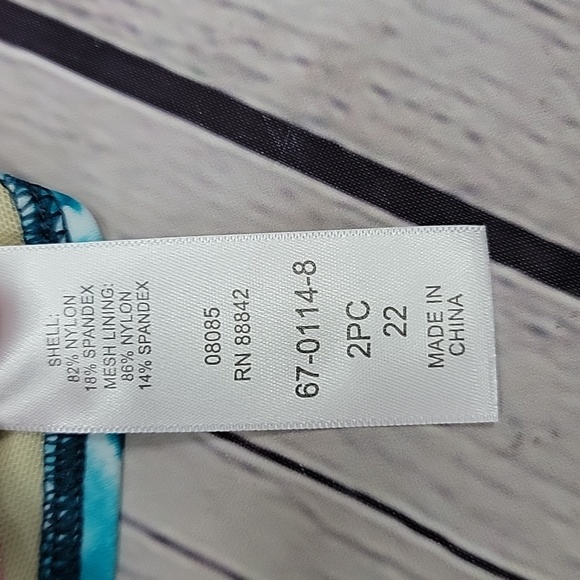 SHELL:
82% NYLON
18% SPANDEX
MESH LINING:
86% NYLON
14% SPANDEX
08085
RN 88842
67-0114-8
2PC
22
MADE IN
CHINA